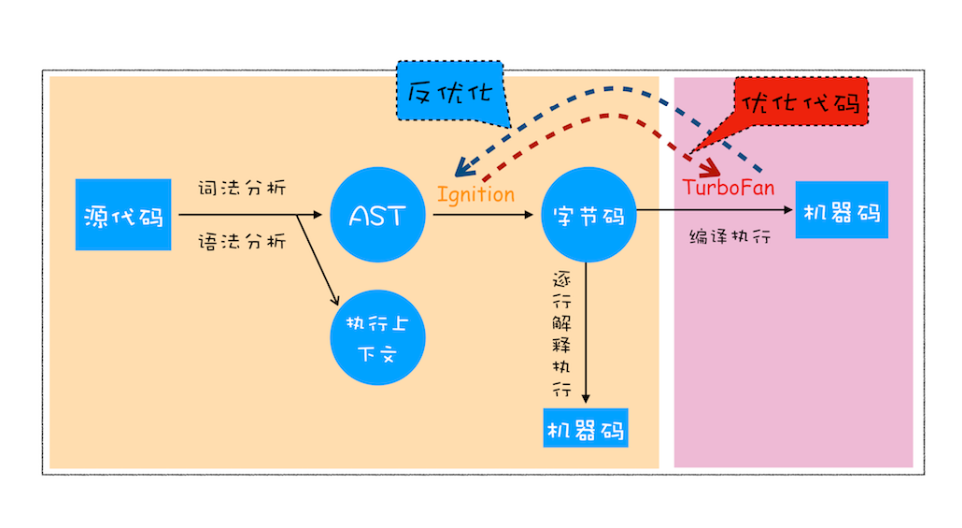 反优化
优化代码
源代码
词法分析
语法分析
AST
Ignition
字节码
TurboFan
编译执行
机器码
执行上
下文
逐
行
解
释
执
行
机器码